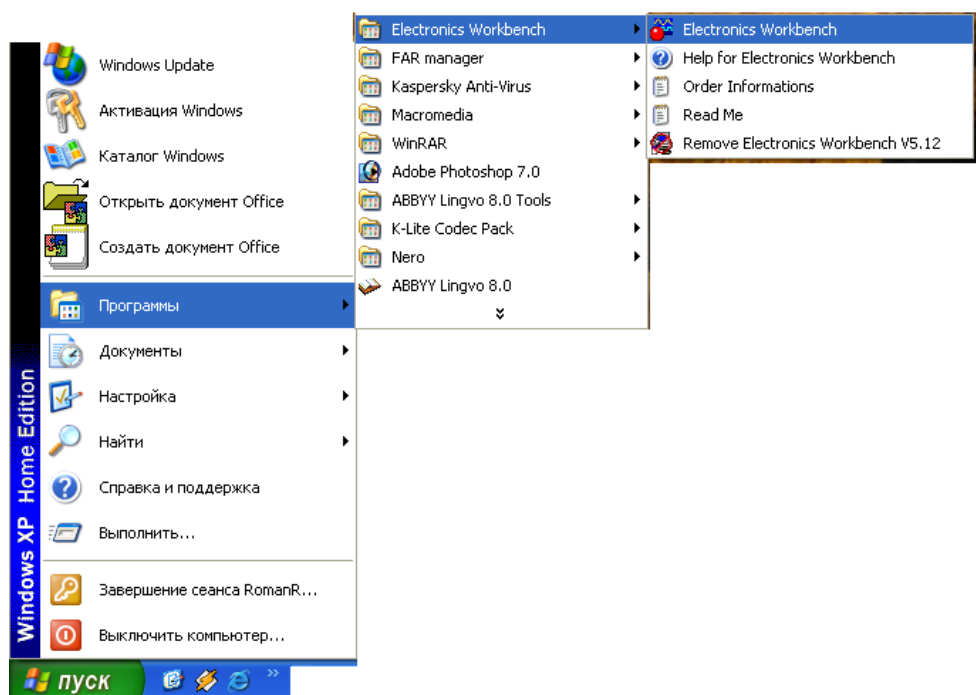 Windows Update
Активация Windows
Каталог Windows
Открыть документ Office
Создать документ Office
Программы
Документы
Настройка
Найти
Справка и поддержка
Выполнить...
Завершение сеанса RomanR...
Выключить компьютер...
Windows XP Home Edition
пуск
Electronics Workbench
FAR manager
Kaspersky Anti-Virus
Macromedia
WinRAR
Adobe Photoshop 7.0
ABBYY Lingvo 8.0 Tools
K-Lite Codec Pack
Nero
ABBYY Lingvo 8.0
Electronics Workbench
Help for Electronics Workbench
Order Informations
Read Me
Remove Electronics Workbench V5.12